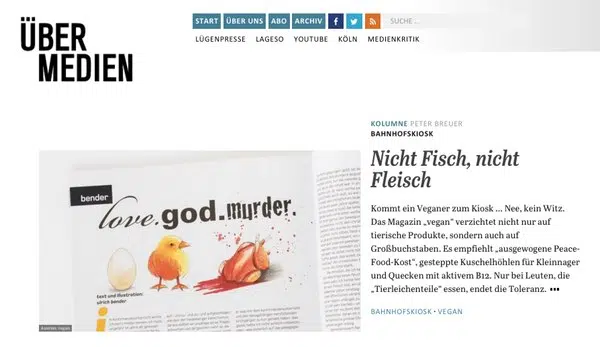 ÜBER
MEDIEN
START ÜBER UNS ABO ARCHIV SUCHE ...
LÜGENPRESSE LAGESO YOUTUBE KÖLN MEDIENKRITIK
KOLUMNE PETER BREUER
BAHNHOFSKIOSK
Nicht Fisch, nicht
Fleisch
Kommt ein Veganer zum Kiosk ... Nee, kein Witz.
Das Magazin „vegan“ verzichtet nicht nur auf
tierische Produkte, sondern auch auf
Großbuchstaben. Es empfiehlt „ausgewogene Peace-
Food-Kost“, gesteppte Kuschelhöhlen für Kleinnager
und Quecken mit aktivem B12. Nur bei Leuten, die
„Tierleichenteile“ essen, endet die Toleranz. •••
BAHNHOFSKIOSK • VEGAN
bender
love.god.murder.
text und illustration:
ulrich bender